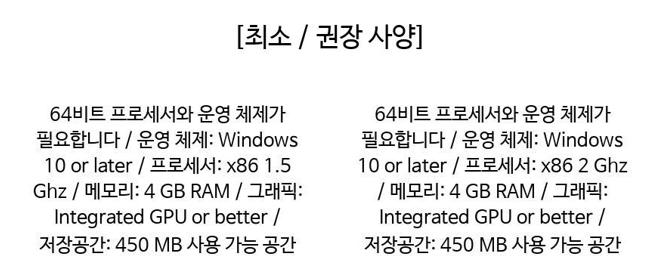 [최소 / 권장 사양]
64비트 프로세서와 운영 체제가
필요합니다 / 운영 체제: Windows
10 or later / 프로세서: x86 1.5
Ghz / 메모리: 4 GB RAM / 그래픽:
Integrated GPU or better /
저장공간: 450 MB 사용 가능 공간
64비트 프로세서와 운영 체제가
필요합니다 / 운영 체제: Windows
10 or later / 프로세서: x86 2 Ghz
/ 메모리: 4 GB RAM / 그래픽:
Integrated GPU or better /
저장공간: 450 MB 사용 가능 공간